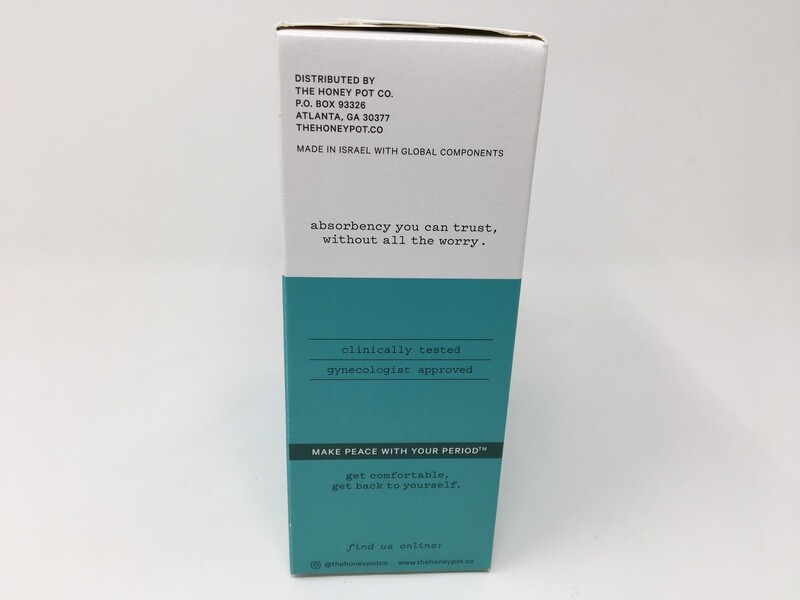 DISTRIBUTED BY
THE HONEY POT CO.
P.O. BOX 93326
ATLANTA, GA 30377
THEHONEYPOT.CO
MADE IN ISRAEL WITH GLOBAL COMPONENTS
absorbency you can trust,
without all the worry.
clinically tested
gynecologist approved
MAKE PEACE WITH YOUR PERIOD™
get comfortable,
get back to yourself.
find us online:
@thehoneypotco www.thehoneypot.co